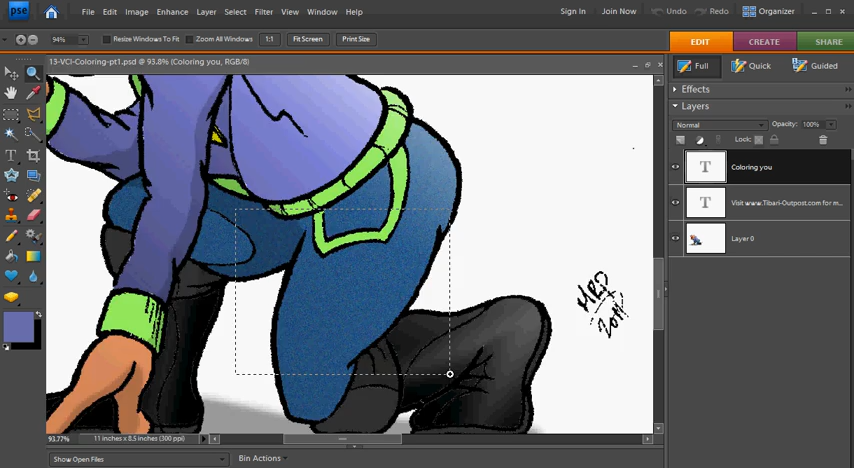 pse File Edit Image Enhance Layer Select Filter View Window Help Sign In Join Now Undo Redo Organizer
94% Resize Windows To Fit Zoom All Windows 1:1 Fit Screen Print Size EDIT CREATE SHARE
13-VCI-Coloring-pt1.psd @ 93.8% (Coloring you, RGB/8)
Full Quick Guided
Effects
Layers
Normal Opacity: 100%
Lock:
T Coloring you
T Visit www.Tibari-Outpost.com for m...
Layer 0
MRP
2011
93.77% 11 inches x 8.5 inches (300 ppi)
Show Open Files Bin Actions